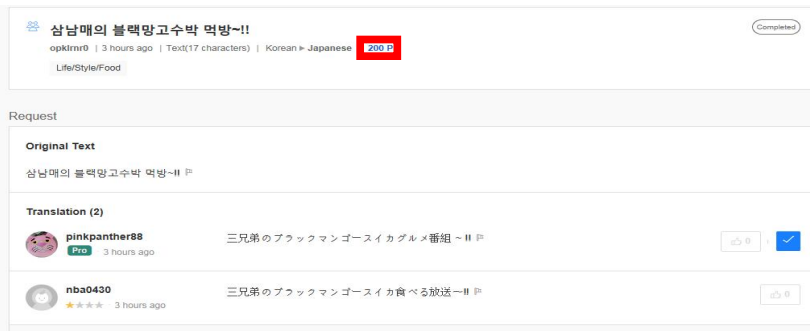 삼남매의 블랙망고수박 먹방~!!
opkirnr0 | 3 hours ago | Text(17 characters) | Korean ▸ Japanese 200 P
Completed
Life/Style/Food
Request
Original Text
삼남매의 블랙망고수박 먹방~!!
Translation (2)
pinkpanther88
Pro 3 hours ago
三兄弟のブラックマンゴースイカグルメ番組 ~!!
0
nba0430
3 hours ago
三兄弟のブラックマンゴースイカ食べる放送~!!
0